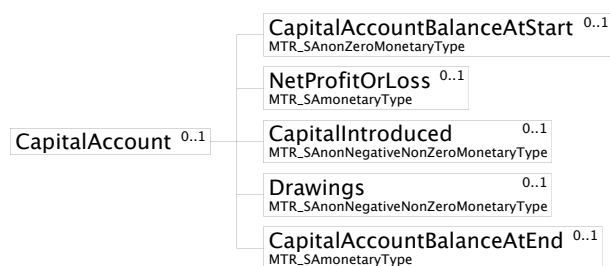 CapitalAccountBalanceAtStart 0..1
MTR_SAnonZeroMonetaryType
NetProfitOrLoss 0..1
MTR_SAmonetaryType
CapitalAccount 0..1
CapitalIntroduced 0..1
MTR_SAnonNegativeNonZeroMonetaryType
Drawings 0..1
MTR_SAnonNegativeNonZeroMonetaryType
CapitalAccountBalanceAtEnd 0..1
MTR_SAmonetaryType